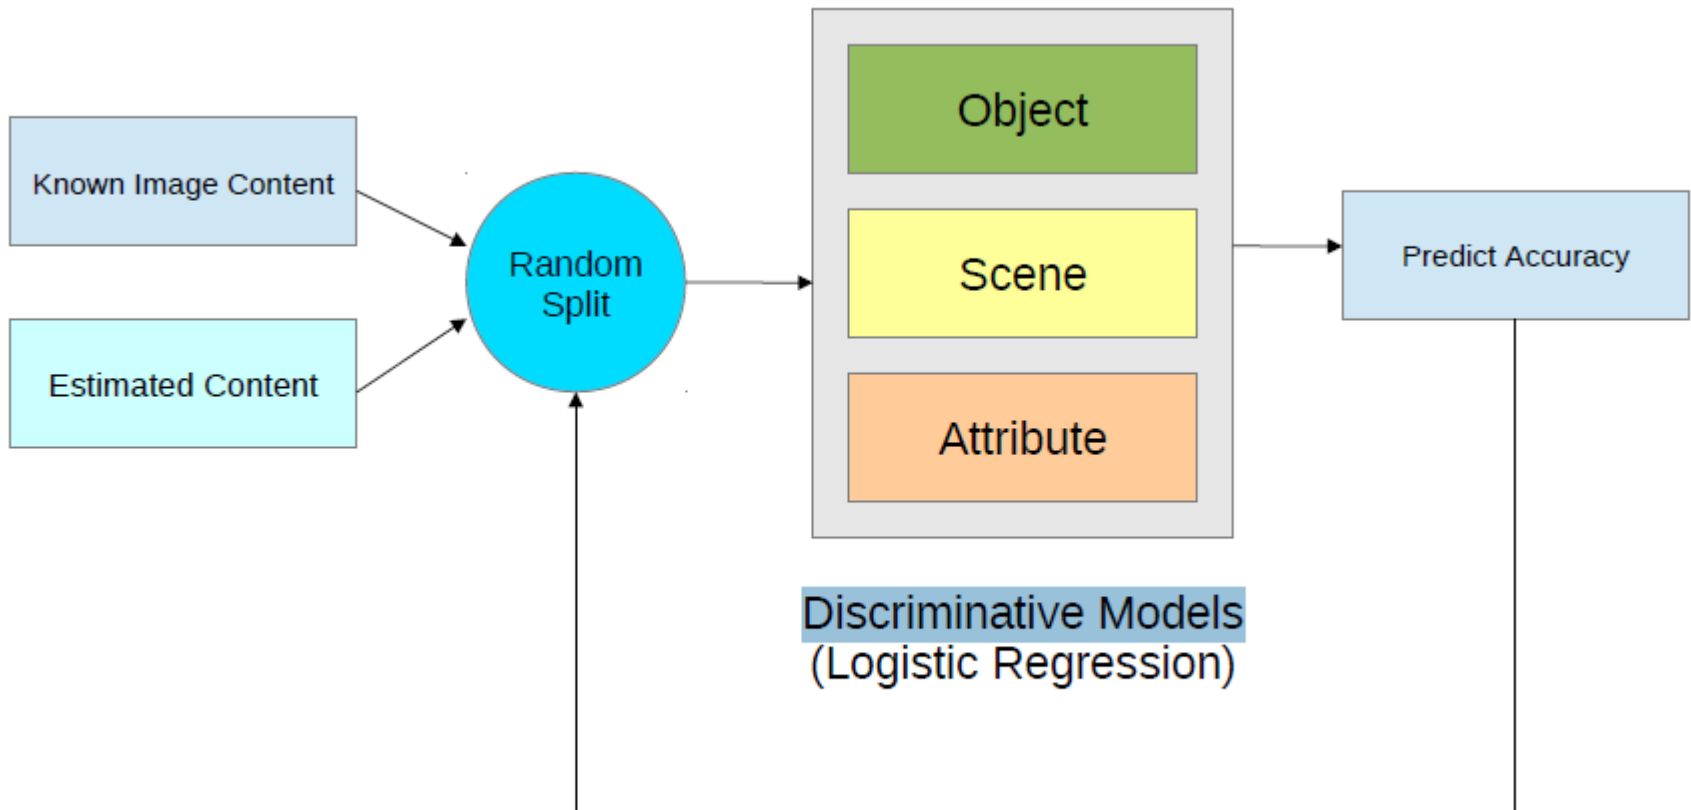 Known Image Content
Estimated Content
Random
Split
Object
Scene
Attribute
Discriminative Models
(Logistic Regression)
Predict Accuracy